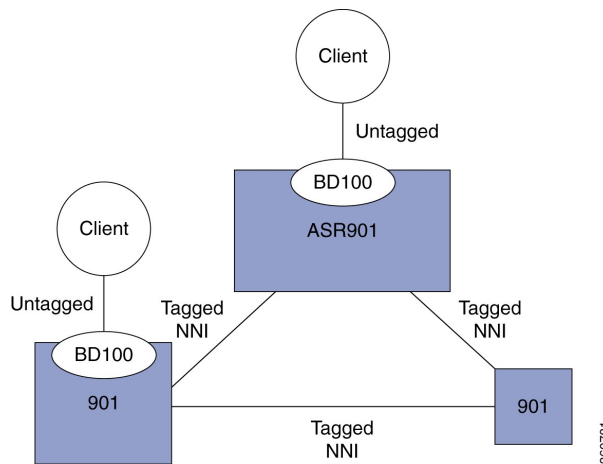 Client
Untagged
BD100
ASR901
Client
Untagged
Tagged
NNI
Tagged
NNI
BD100
901
901
Tagged
NNI